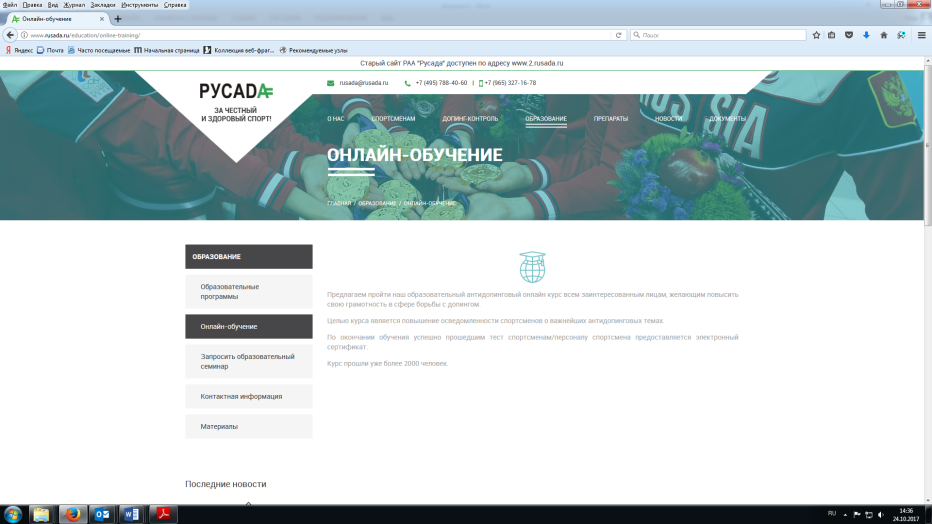 Файл Правка Вид Журнал Закладки Инструменты Справка
Онлайн-обучение
www.rusada.ru/education/online-training/
Поиск
Яндекс Почта Часто посещаемые Начальная страница Коллекция веб-фраг... Рекомендуемые узлы
Старый сайт РАА "Русада" доступен по адресу www.2.rusada.ru
РУСАДА
ЗА ЧЕСТНЫЙ
И ЗДОРОВЫЙ СПОРТ!
rusada@rusada.ru +7 (495) 788-40-60 | +7 (965) 327-16-78
О НАС СПОРТСМЕНАМ ДОПИНГ-КОНТРОЛЬ ОБРАЗОВАНИЕ ПРЕПАРАТЫ НОВОСТИ ДОКУМЕНТЫ
RUSSIA
ОНЛАЙН-ОБУЧЕНИЕ
ГЛАВНАЯ / ОБРАЗОВАНИЕ / ОНЛАЙН-ОБУЧЕНИЕ
ОБРАЗОВАНИЕ
Образовательные
программы
Онлайн-обучение
Запросить образовательный
семинар
Контактная информация
Материалы
Предлагаем пройти наш образовательный антидопинговый онлайн курс всем заинтересованным лицам, желающим повысить
свою грамотность в сфере борьбы с допингом.
Целью курса является повышение осведомленности спортсменов о важнейших антидопинговых темах.
По окончании обучения успешно прошедшим тест спортсменам/персоналу спортсмена предоставляется электронный
сертификат.
Курс прошли уже более 2000 человек.
Последние новости
RU
14:36
24.10.2017